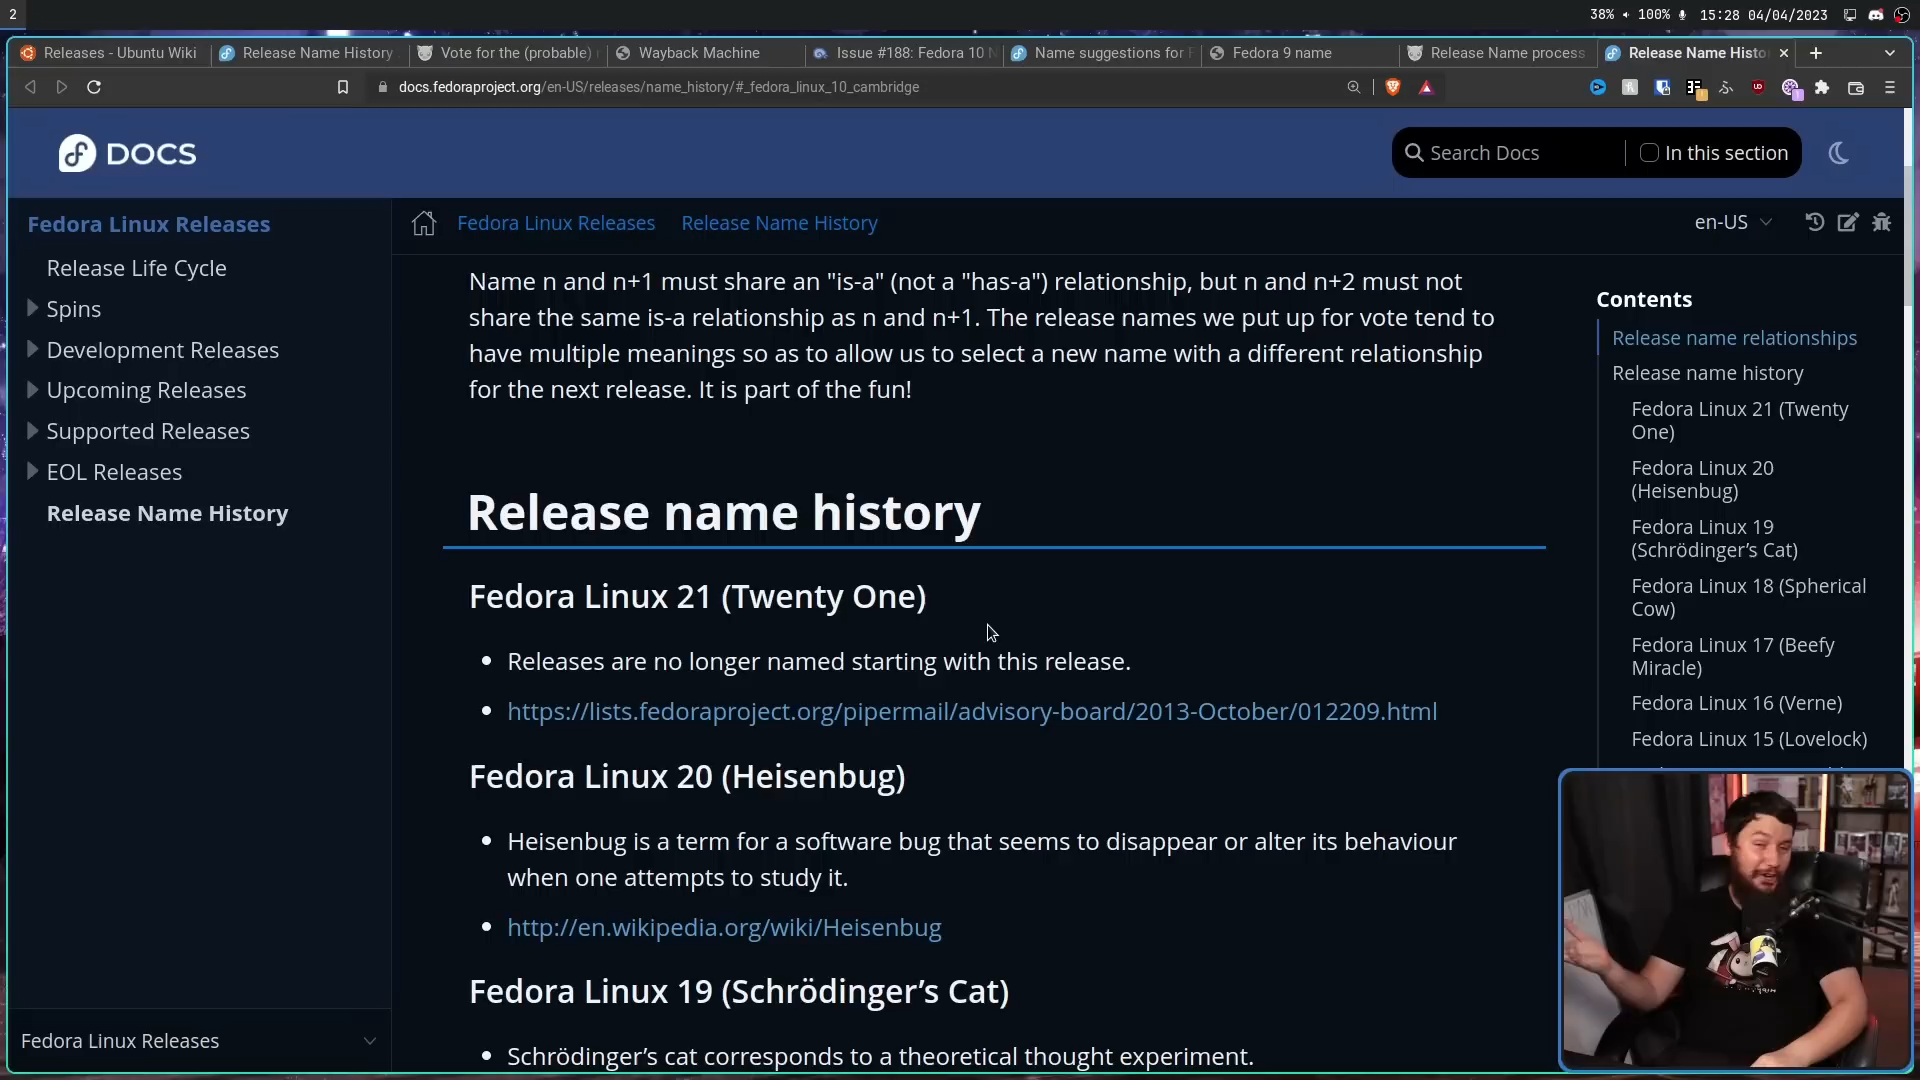 2
38% 100% 15:28 04/04/2023
Releases - Ubuntu Wiki
Release Name History
Vote for the (probable)
Wayback Machine
Issue #188: Fedora 10 N
Name suggestions for F
Fedora 9 name
Release Name process
Release Name Histo
docs.fedoraproject.org/en-US/releases/name_history/#_fedora_linux_10_cambridge
DOCS
Search Docs
In this section
Fedora Linux Releases
Release Life Cycle
Spins
Development Releases
Upcoming Releases
Supported Releases
EOL Releases
Release Name History
Fedora Linux Releases
Fedora Linux Releases Release Name History
en-US
Name n and n+1 must share an "is-a" (not a "has-a") relationship, but n and n+2 must not
share the same is-a relationship as n and n+1. The release names we put up for vote tend to
have multiple meanings so as to allow us to select a new name with a different relationship
for the next release. It is part of the fun!
Release name history
Fedora Linux 21 (Twenty One)
Releases are no longer named starting with this release.
https://lists.fedoraproject.org/pipermail/advisory-board/2013-October/012209.html
Fedora Linux 20 (Heisenbug)
Heisenbug is a term for a software bug that seems to disappear or alter its behaviour
when one attempts to study it.
http://en.wikipedia.org/wiki/Heisenbug
Fedora Linux 19 (Schrödinger’s Cat)
Schrödinger’s cat corresponds to a theoretical thought experiment.
Contents
Release name relationships
Release name history
Fedora Linux 21 (Twenty
One)
Fedora Linux 20
(Heisenbug)
Fedora Linux 19
(Schrödinger’s Cat)
Fedora Linux 18 (Spherical
Cow)
Fedora Linux 17 (Beefy
Miracle)
Fedora Linux 16 (Verne)
Fedora Linux 15 (Lovelock)